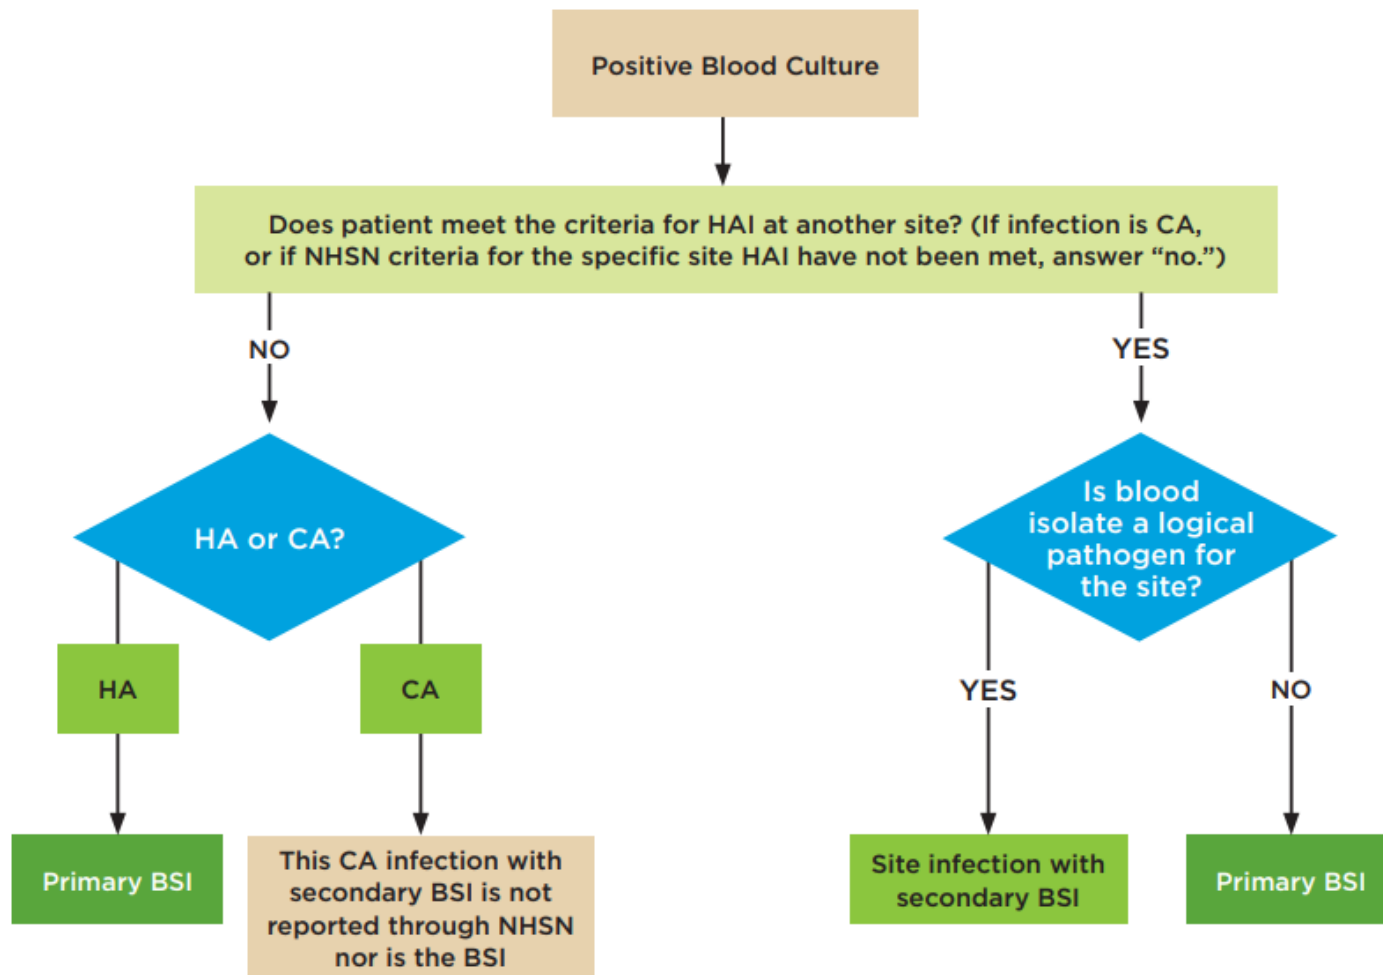 Positive Blood Culture
Does patient meet the criteria for HAI at another site? (If infection is CA,
or if NHSN criteria for the specific site HAI have not been met, answer “no.”)
NO
YES
HA or CA?
Is blood
isolate a logical
pathogen for
the site?
HA
CA
YES
NO
Primary BSI
This CA infection with
secondary BSI is not
reported through NHSN
nor is the BSI
Site infection with
secondary BSI
Primary BSI